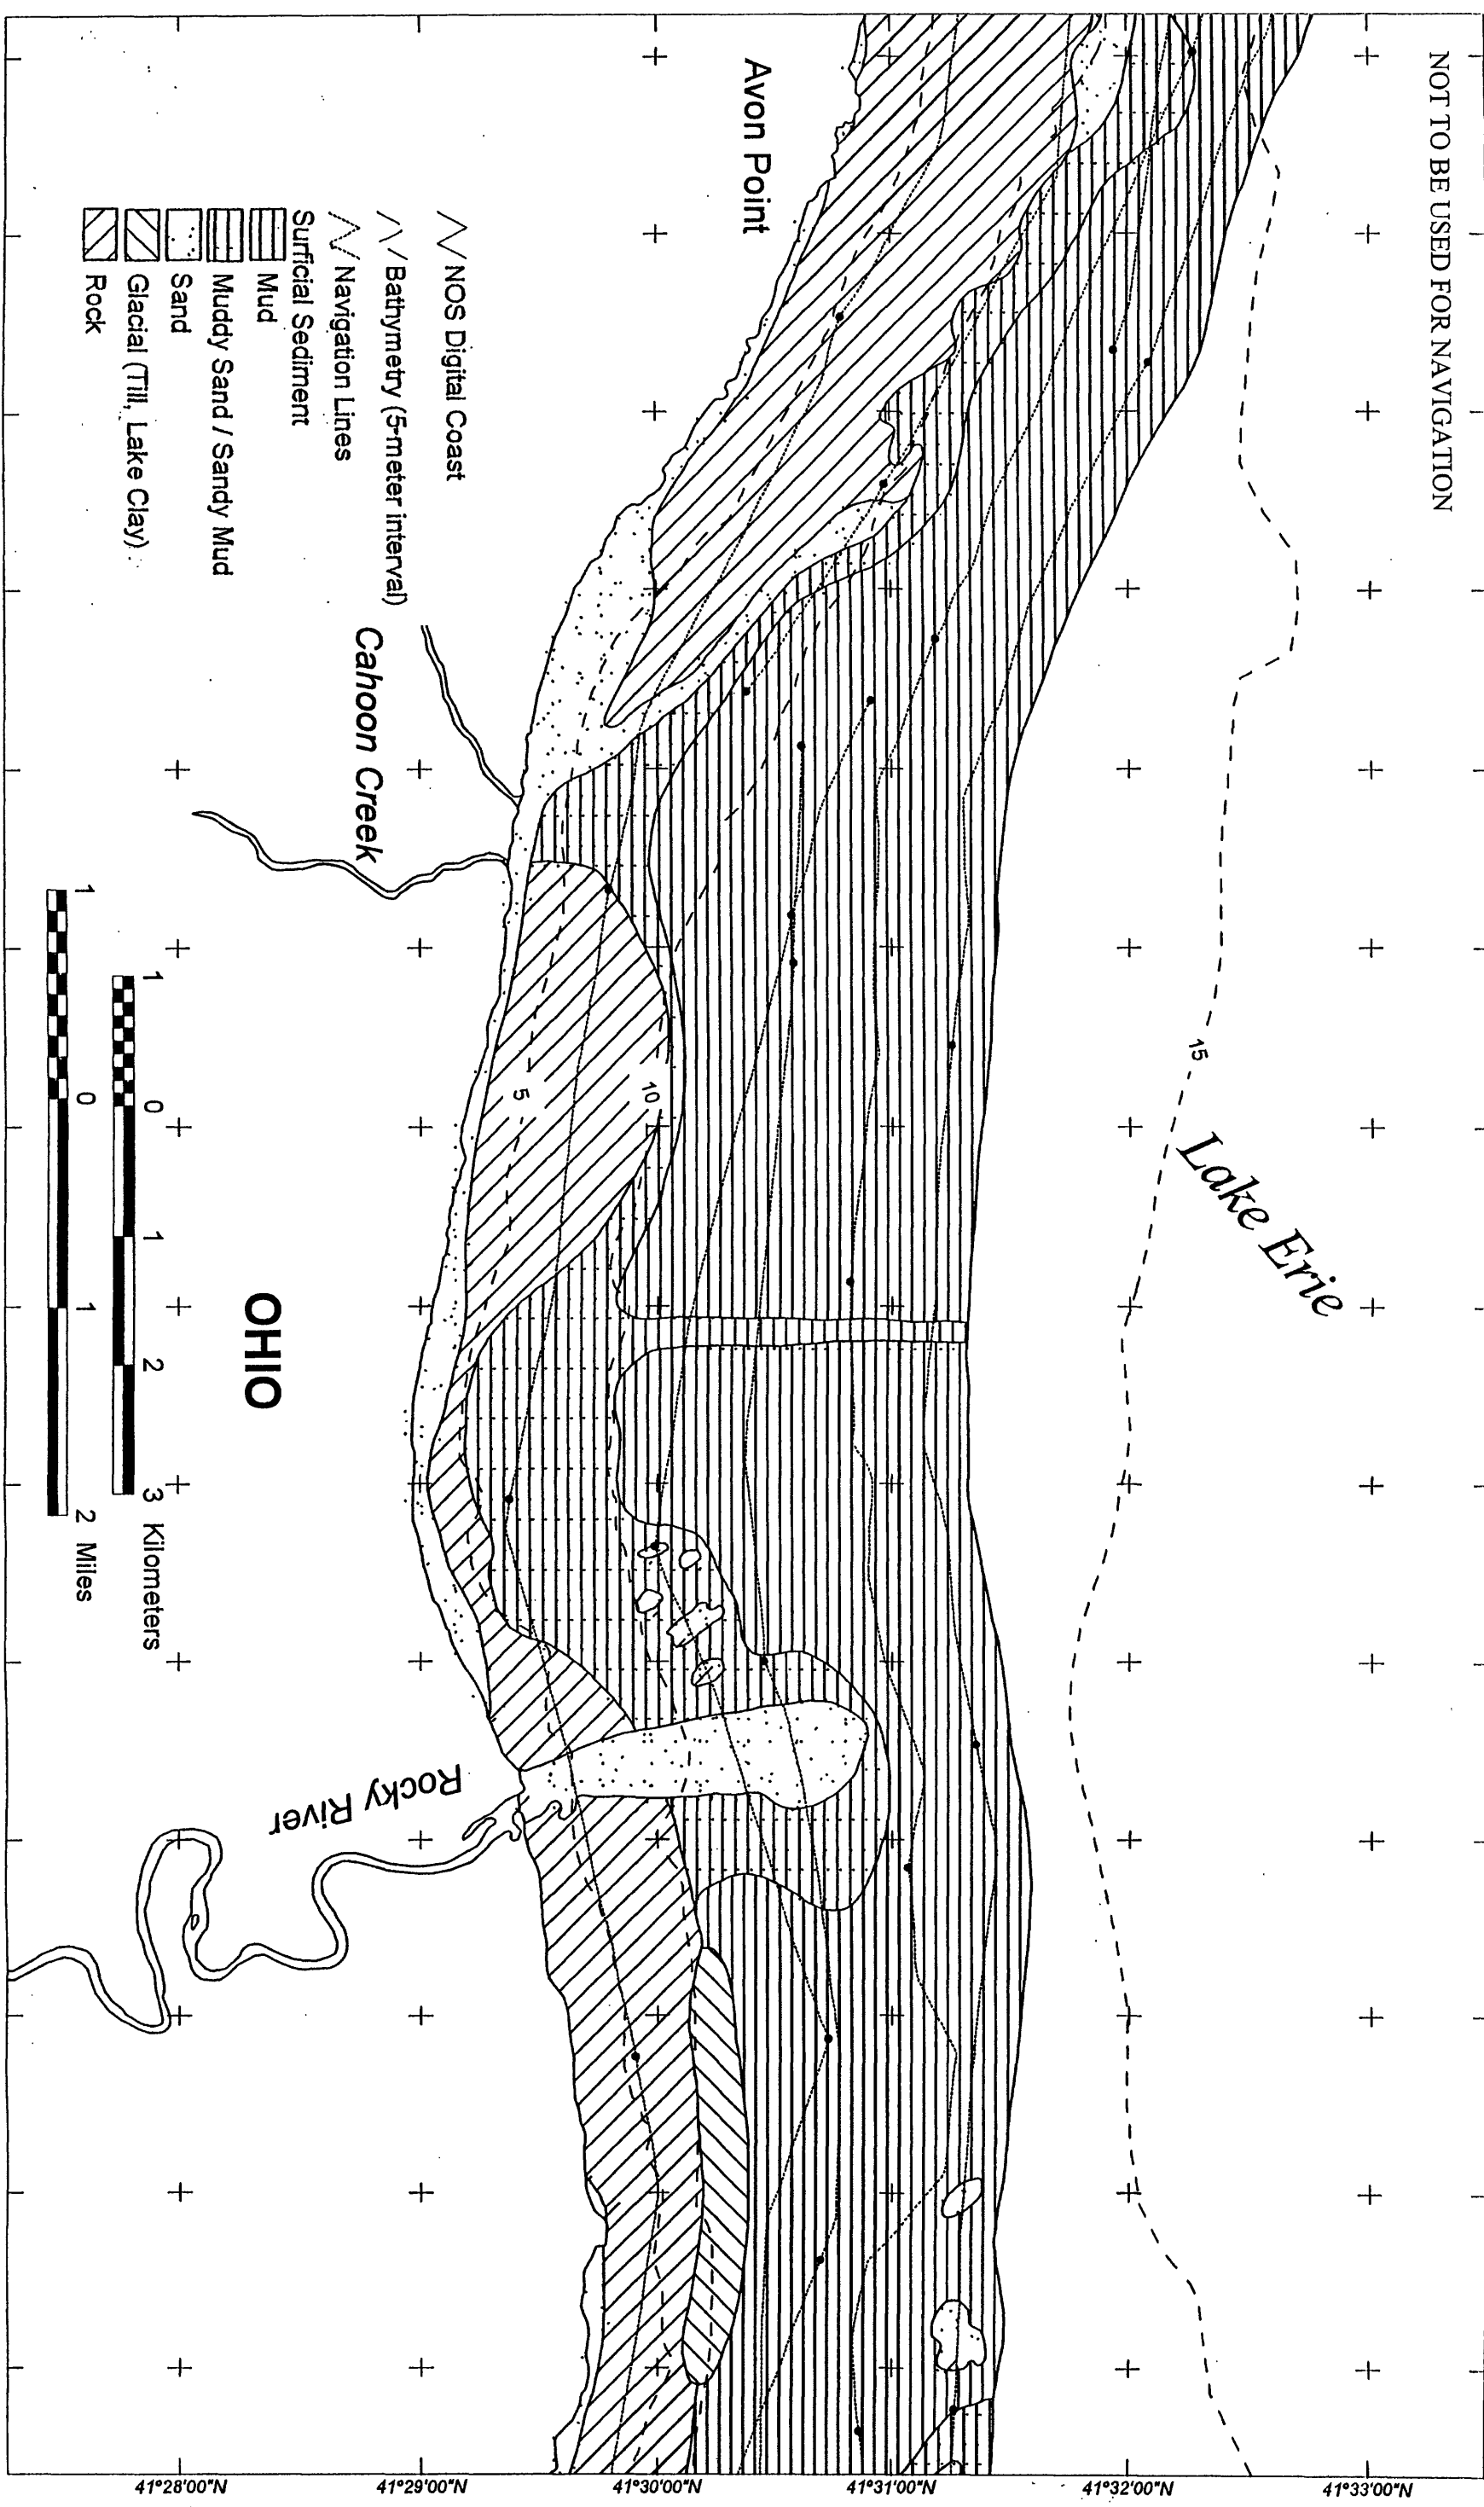 NOT TO BE USED FOR NAVIGATION
Lake Erie
15
Avon Point
10
5
NOS Digital Coast
Bathymetry (5-meter interval)
Navigation Lines
Surficial Sediment
Mud
Muddy Sand / Sandy Mud
Sand
Glacial (Till, Lake Clay)
Rock
Cahoon Creek
Rocky River
OHIO
1 0 1 2 3 Kilometers
1 0 1 2 Miles
41°33'00"N
41°32'00"N
41°31'00"N
41°30'00"N
41°29'00"N
41°28'00"N